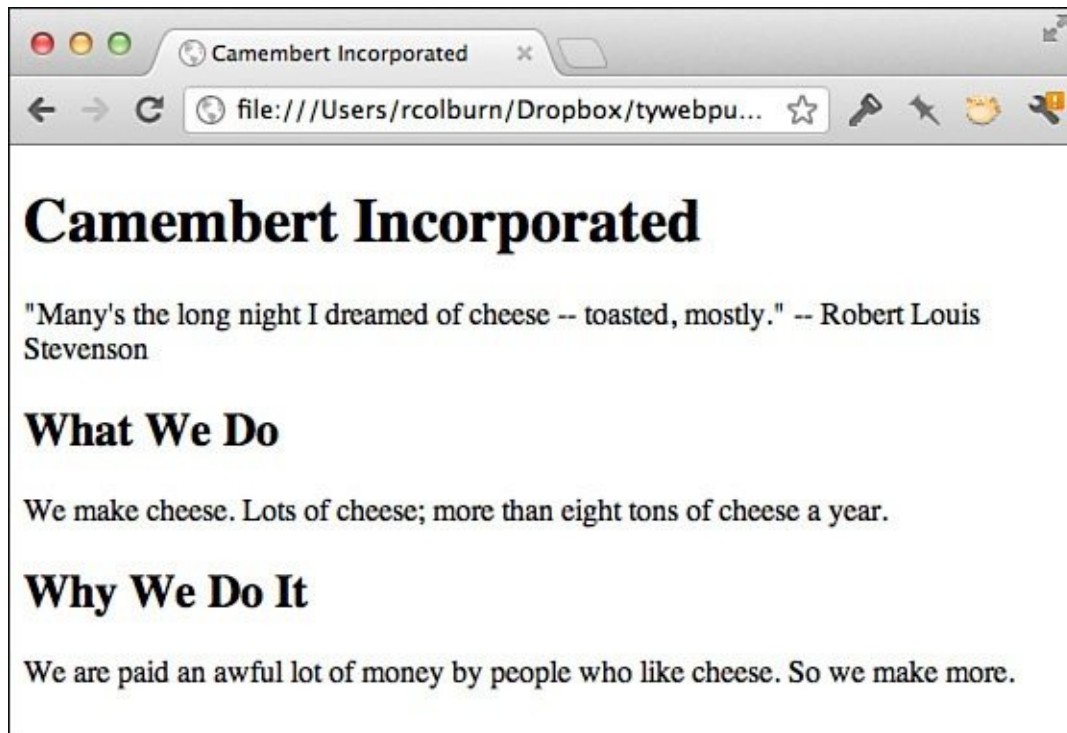 Camembert Incorporated
file:///Users/rcolburn/Dropbox/tywebpu...
Camembert Incorporated
"Many's the long night I dreamed of cheese -- toasted, mostly." -- Robert Louis
Stevenson
What We Do
We make cheese. Lots of cheese; more than eight tons of cheese a year.
Why We Do It
We are paid an awful lot of money by people who like cheese. So we make more.